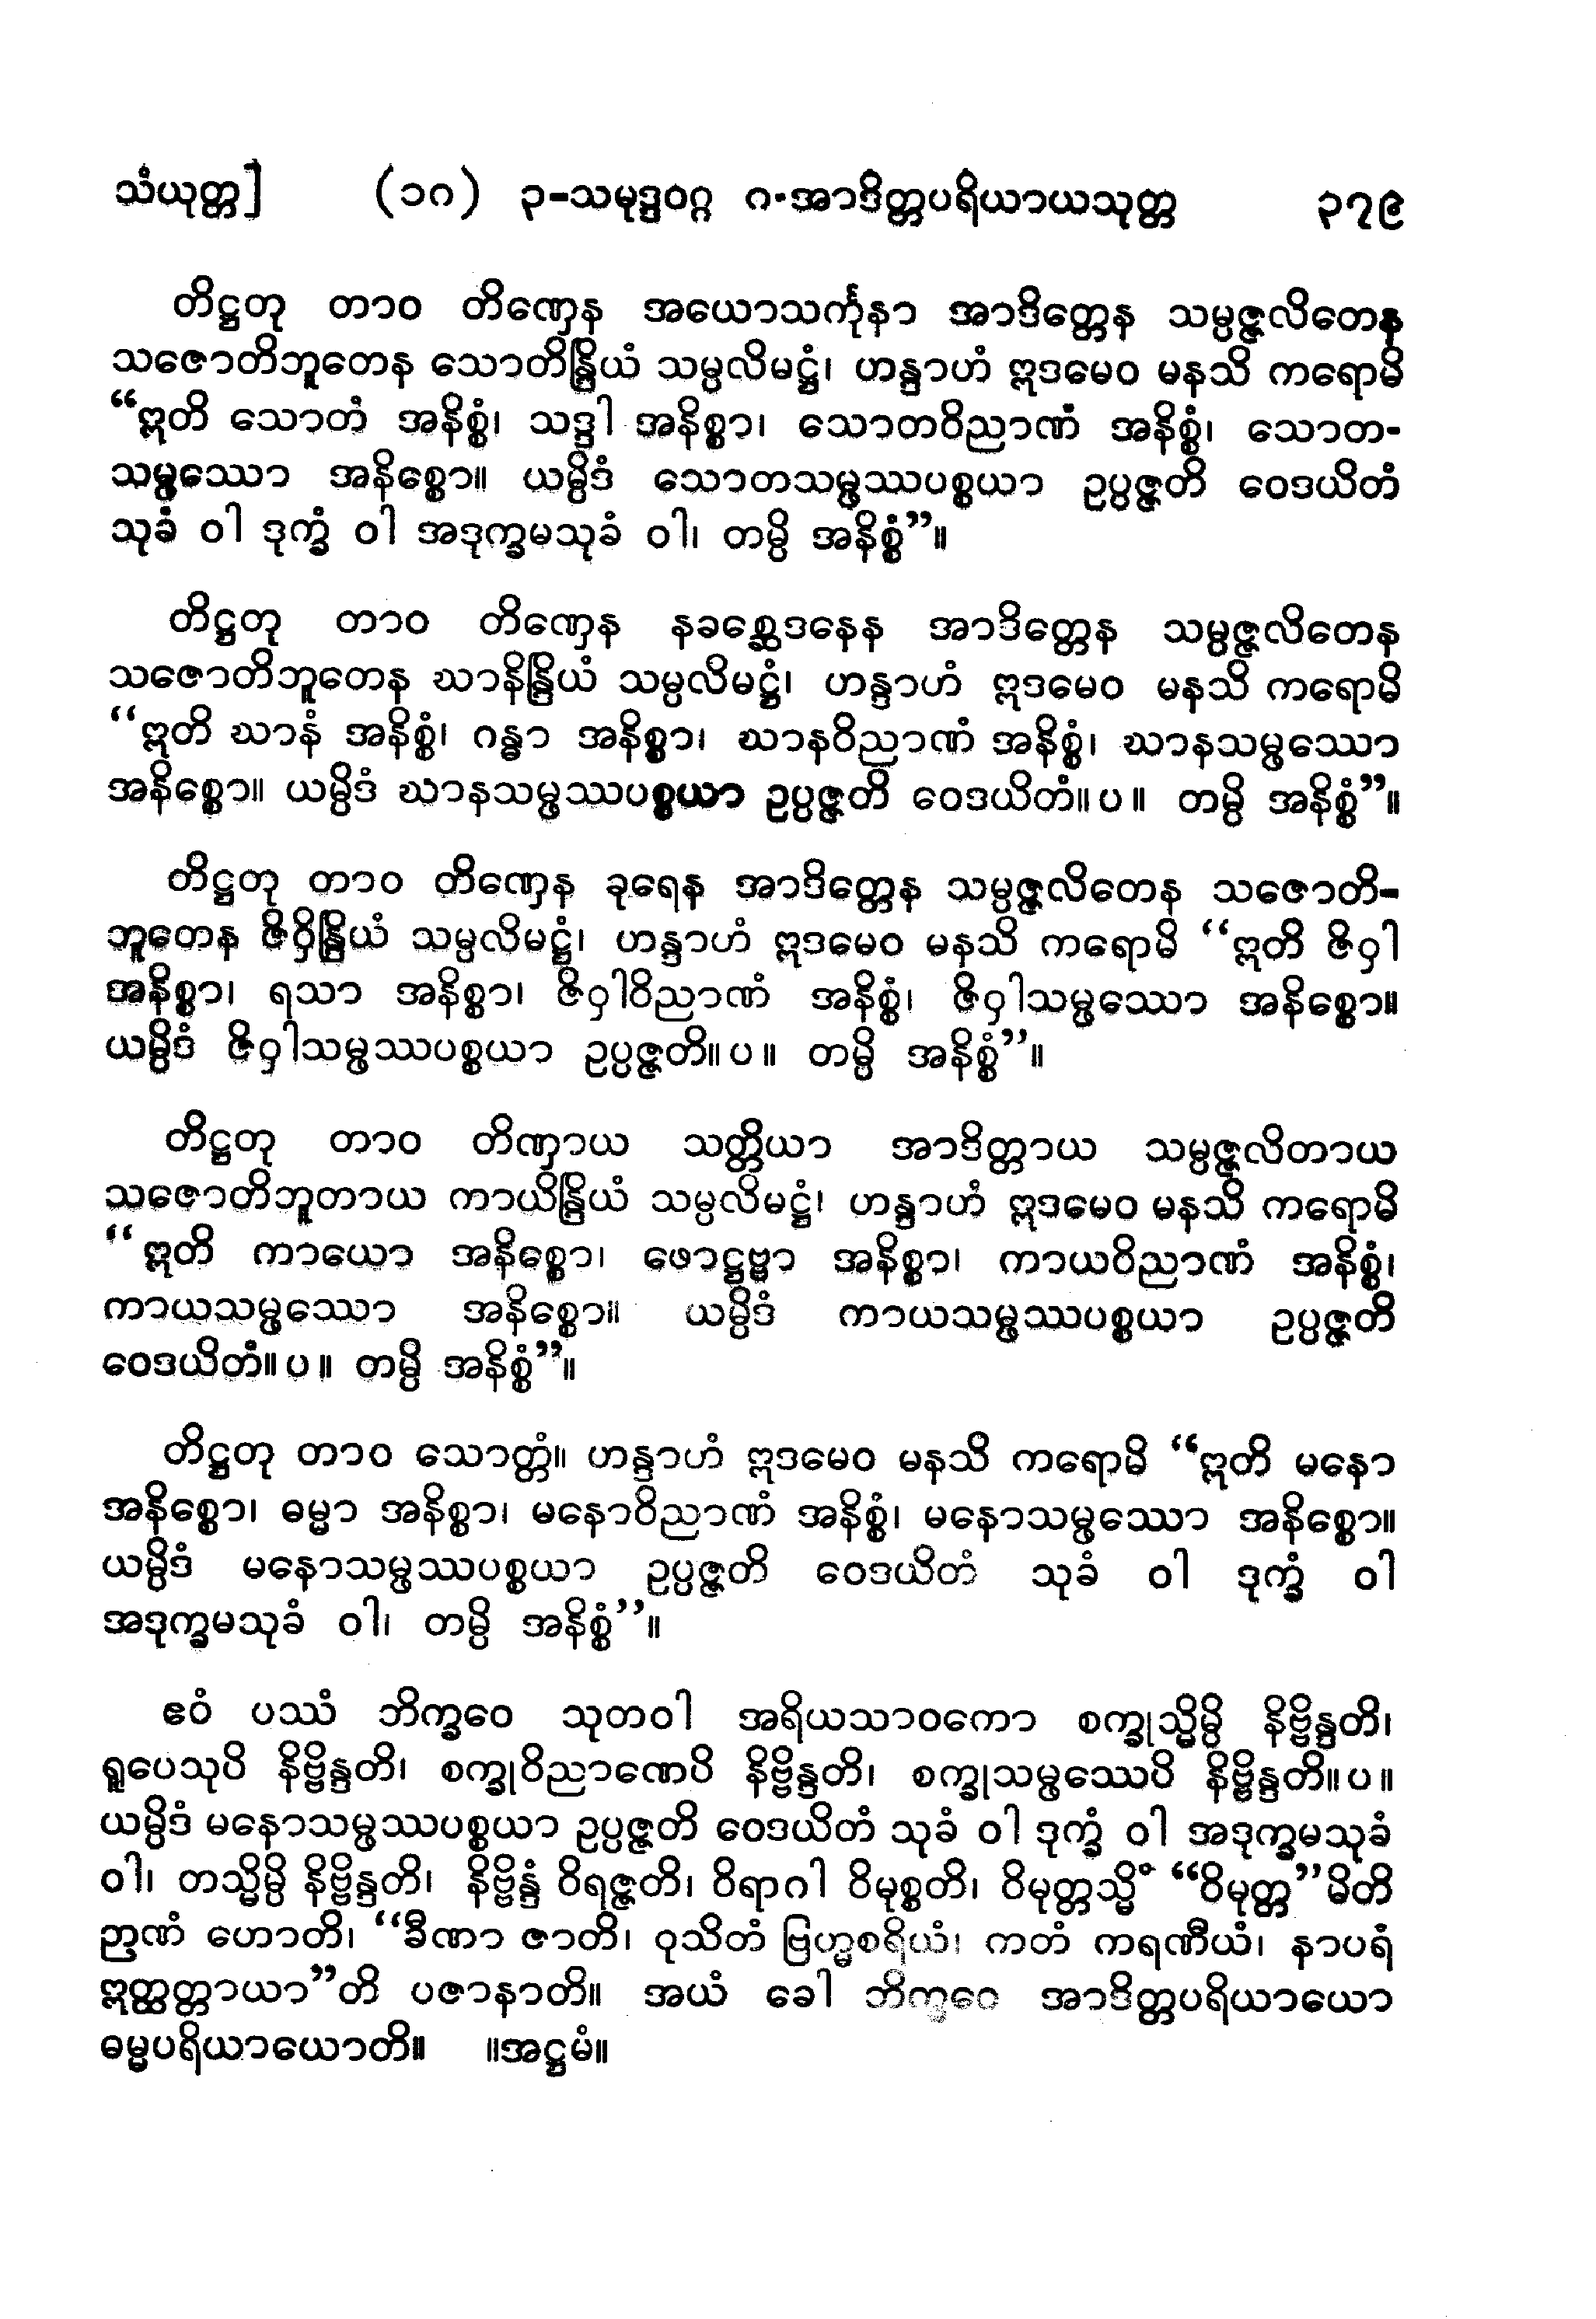 သံယုတ္တ] (၁ဂ) ၃-သမုဒ္ဒဝဂ္ဂ ဂ-အာဒိတ္တပရိယာယသုတ္တ ၃၇၉
တိဋ္ဌတု တာဝ တိဏှေန အယောသင်္ကုနာ အာဒိတ္တေန သမ္ပဇ္ဇလိတေန
သဇောတိဘူတေန သောတိန္ဒြိယံ သမ္ပလိမဋ္ဌံ၊ ဟန္ဒာဟံ ဣဒမေဝ မနသိ ကရောမိ
“ဣတိ သောတံ အနိစ္စံ၊ သဒ္ဒါ အနိစ္စာ၊ သောတဝိညာဏံ အနိစ္စံ၊ သောတ-
သမ္ဖဿော အနိစ္စော။ ယမ္ပိဒံ သောတသမ္ဖဿပစ္စယာ ဥပ္ပဇ္ဇတိ ဝေဒယိတံ
သုခံ ဝါ ဒုက္ခံ ဝါ အဒုက္ခမသုခံ ဝါ၊ တမ္ပိ အနိစ္စံ”။
တိဋ္ဌတု တာဝ တိဏှေန နခစ္ဆေဒနေန အာဒိတ္တေန သမ္ပဇ္ဇလိတေန
သဇောတိဘူတေန ဃာနိန္ဒြိယံ သမ္ပလိမဋ္ဌံ၊ ဟန္ဒာဟံ ဣဒမေဝ မနသိ ကရောမိ
“ဣတိ ဃာနံ အနိစ္စံ၊ ဂန္ဓာ အနိစ္စာ၊ ဃာနဝိညာဏံ အနိစ္စံ၊ ဃာနသမ္ဖဿော
အနိစ္စော။ ယမ္ပိဒံ ဃာနသမ္ဖဿပစ္စယာ ဥပ္ပဇ္ဇတိ ဝေဒယိတံ။ပ။ တမ္ပိ အနိစ္စံ”။
တိဋ္ဌတု တာဝ တိဏှေန ခုရေန အာဒိတ္တေန သမ္ပဇ္ဇလိတေန သဇောတိ-
ဘူတေန ဇိဝှိန္ဒြိယံ သမ္ပလိမဋ္ဌံ၊ ဟန္ဒာဟံ ဣဒမေဝ မနသိ ကရောမိ “ဣတိ ဇိဝှါ
အနိစ္စာ၊ ရသာ အနိစ္စာ၊ ဇိဝှါဝိညာဏံ အနိစ္စံ၊ ဇိဝှါသမ္ဖဿော အနိစ္စော။
ယမ္ပိဒံ ဇိဝှါသမ္ဖဿပစ္စယာ ဥပ္ပဇ္ဇတိ။ပ။ တမ္ပိ အနိစ္စံ”။
တိဋ္ဌတု တာဝ တိဏှာယ သတ္တိယာ အာဒိတ္တာယ သမ္ပဇ္ဇလိတာယ
သဇောတိဘူတာယ ကာယိန္ဒြိယံ သမ္ပလိမဋ္ဌံ၊ ဟန္ဒာဟံ ဣဒမေဝ မနသိ ကရောမိ
“ဣတိ ကာယော အနိစ္စော၊ ဖောဋ္ဌဗ္ဗာ အနိစ္စာ၊ ကာယဝိညာဏံ အနိစ္စံ၊
ကာယသမ္ဖဿော အနိစ္စော။ ယမ္ပိဒံ ကာယသမ္ဖဿပစ္စယာ ဥပ္ပဇ္ဇတိ
ဝေဒယိတံ။ပ။ တမ္ပိ အနိစ္စံ”။
တိဋ္ဌတု တာဝ သောတ္တံ။ ဟန္ဒာဟံ ဣဒမေဝ မနသိ ကရောမိ “ဣတိ မနော
အနိစ္စော၊ ဓမ္မာ အနိစ္စာ၊ မနောဝိညာဏံ အနိစ္စံ၊ မနောသမ္ဖဿော အနိစ္စော။
ယမ္ပိဒံ မနောသမ္ဖဿပစ္စယာ ဥပ္ပဇ္ဇတိ ဝေဒယိတံ သုခံ ဝါ ဒုက္ခံ ဝါ
အဒုက္ခမသုခံ ဝါ၊ တမ္ပိ အနိစ္စံ”။
ဧဝံ ပဿံ ဘိက္ခဝေ သုတဝါ အရိယသာဝကော စက္ခုသ္မိမ္ပိ နိဗ္ဗိန္ဒတိ၊
ရူပေသုပိ နိဗ္ဗိန္ဒတိ၊ စက္ခုဝိညာဏေပိ နိဗ္ဗိန္ဒတိ၊ စက္ခုသမ္ဖဿေပိ နိဗ္ဗိန္ဒတိ။ပ။
ယမ္ပိဒံ မနောသမ္ဖဿပစ္စယာ ဥပ္ပဇ္ဇတိ ဝေဒယိတံ သုခံ ဝါ ဒုက္ခံ ဝါ အဒုက္ခမသုခံ
ဝါ၊ တသ္မိမ္ပိ နိဗ္ဗိန္ဒတိ၊ နိဗ္ဗိန္ဒံ ဝိရဇ္ဇတိ၊ ဝိရာဂါ ဝိမုစ္စတိ၊ ဝိမုတ္တသ္မိံ “ဝိမုတ္တ”မိတိ
ဉာဏံ ဟောတိ၊ “ခီဏာ ဇာတိ၊ ဝုသိတံ ဗြဟ္မစရိယံ၊ ကတံ ကရဏီယံ၊ နာပရံ
ဣတ္ထတ္တာယာ”တိ ပဇာနာတိ။ အယံ ခေါ ဘိက္ခဝေ အာဒိတ္တပရိယာယော
ဓမ္မပရိယာယောတိ။ ။အဋ္ဌမံ။